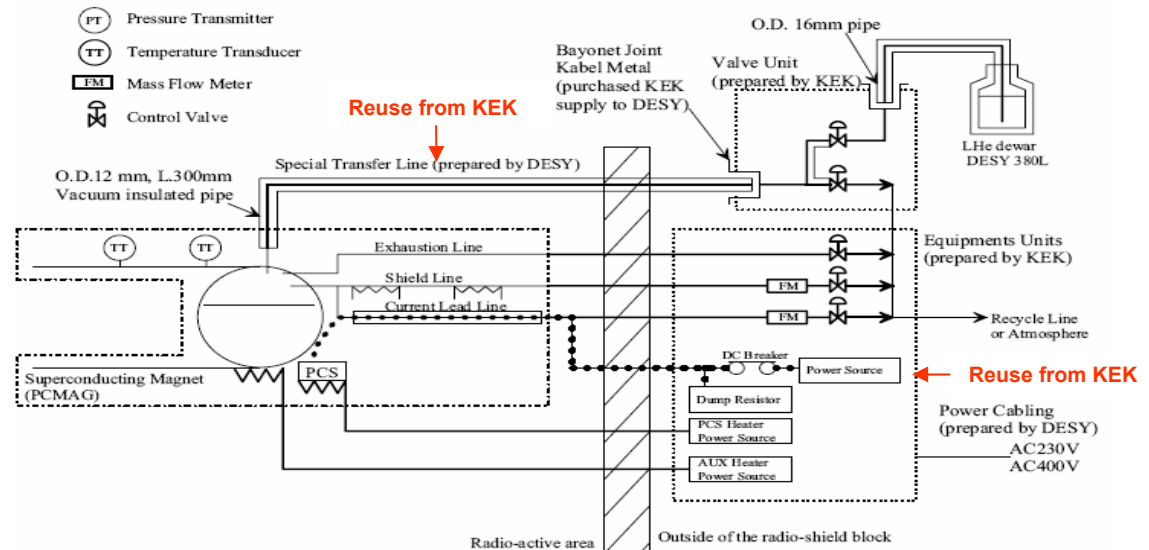 PT Pressure Transmitter
TT Temperature Transducer
FM Mass Flow Meter
Control Valve
O.D. 16mm pipe
Bayonet Joint
Kabel Metal
(purchased KEK
supply to DESY)
Valve Unit
(prepared by KEK)
LHe dewar
DESY 380L
Reuse from KEK
Special Transfer Line (prepared by DESY)
O.D.12 mm, L.300mm
Vacuum insulated pipe
TT
TT
Exhaustion Line
Shield Line
Current Lead Line
FM
FM
Equipments Units
(prepared by KEK)
Recycle Line
or Atmosphere
PCS
Superconducting Magnet
(PCMAG)
DC Breaker
Power Source
Dump Resistor
PCS Heater
Power Source
AUX Heater
Power Source
Reuse from KEK
Power Cabling
(prepared by DESY)
AC230V
AC400V
Radio-active area
Outside of the radio-shield block